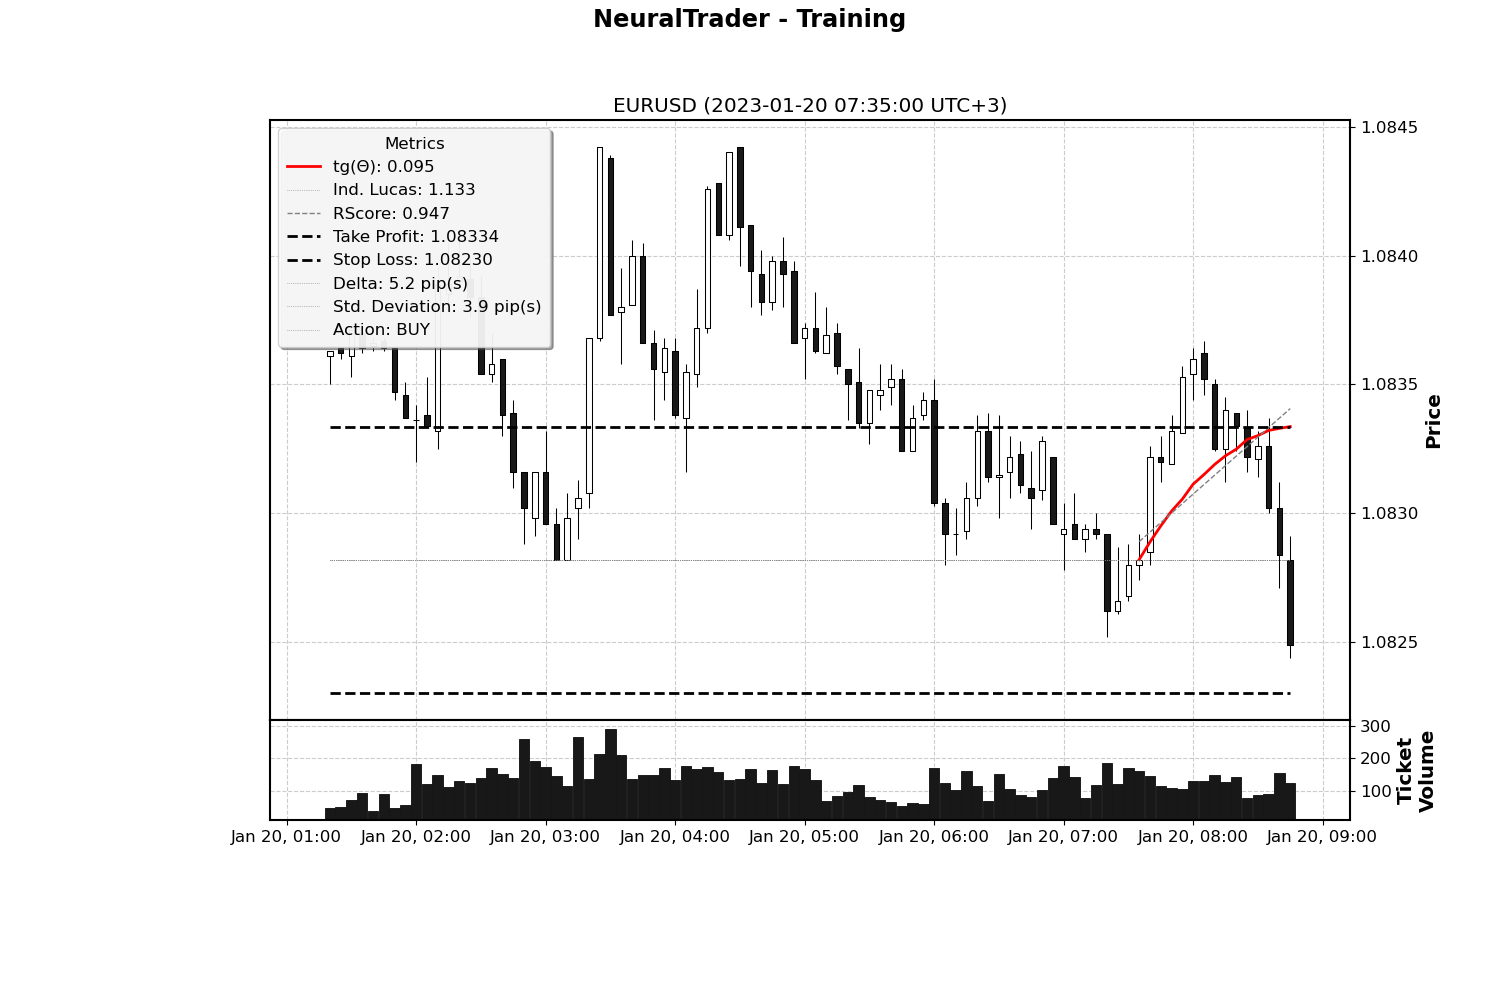 NeuralTrader - Training
EURUSD (2023-01-20 07:35:00 UTC+3)
Metrics
tg(Θ): 0.095
Ind. Lucas: 1.133
RScore: 0.947
Take Profit: 1.08334
Stop Loss: 1.08230
Delta: 5.2 pip(s)
Std. Deviation: 3.9 pip(s)
Action: BUY
1.0845
1.0840
1.0835
1.0830
1.0825
Price
300
200
100
Ticket
Volume
Jan 20, 01:00 Jan 20, 02:00 Jan 20, 03:00 Jan 20, 04:00 Jan 20, 05:00 Jan 20, 06:00 Jan 20, 07:00 Jan 20, 08:00 Jan 20, 09:00